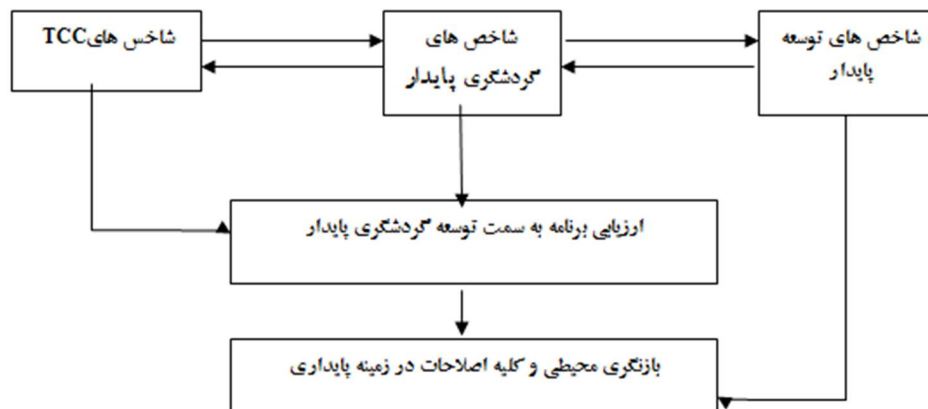 شاخص های توسعه
پایدار
شاخص های
گردشگری پایدار
شاخس هایTCC
ارزیابی برنامه به سمت توسعه گردشگری پایدار
بازنگری محیطی و کلیه اصلاحات در زمینه پایداری